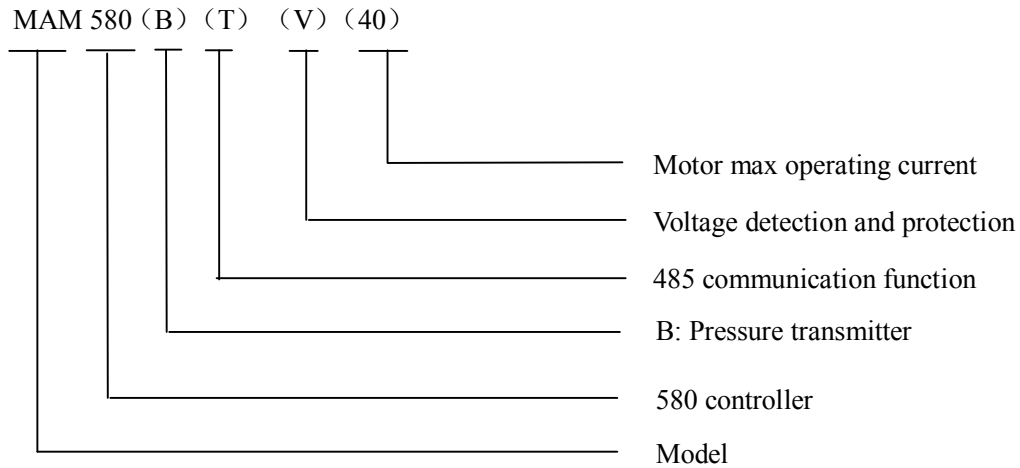 MAM 580（B）（T）（V）（40）
Motor max operating current
Voltage detection and protection
485 communication function
B: Pressure transmitter
580 controller
Model